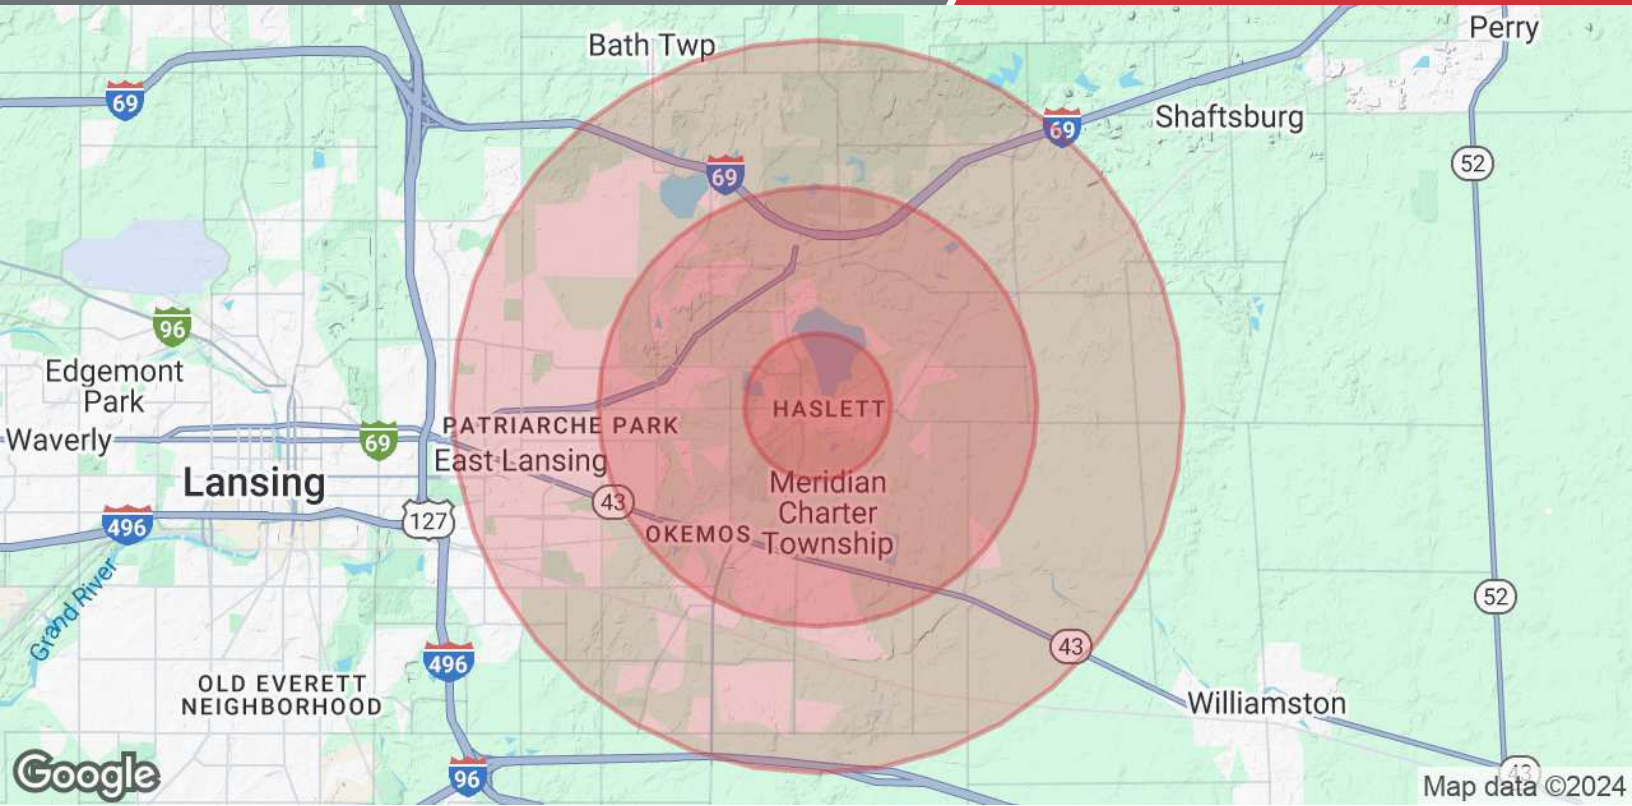 Bath Twp
Perry
69
Shaftsburg
69
52
69
96
Edgemont
Park
HASLETT
PATRIARCHE PARK
Waverly
69
East Lansing
Lansing
Meridian
Charter
Township
43
127
496
OKEMOS
Grand River
52
43
496
OLD EVERETT
NEIGHBORHOOD
Williamston
Google
96
43
Map data ©2024